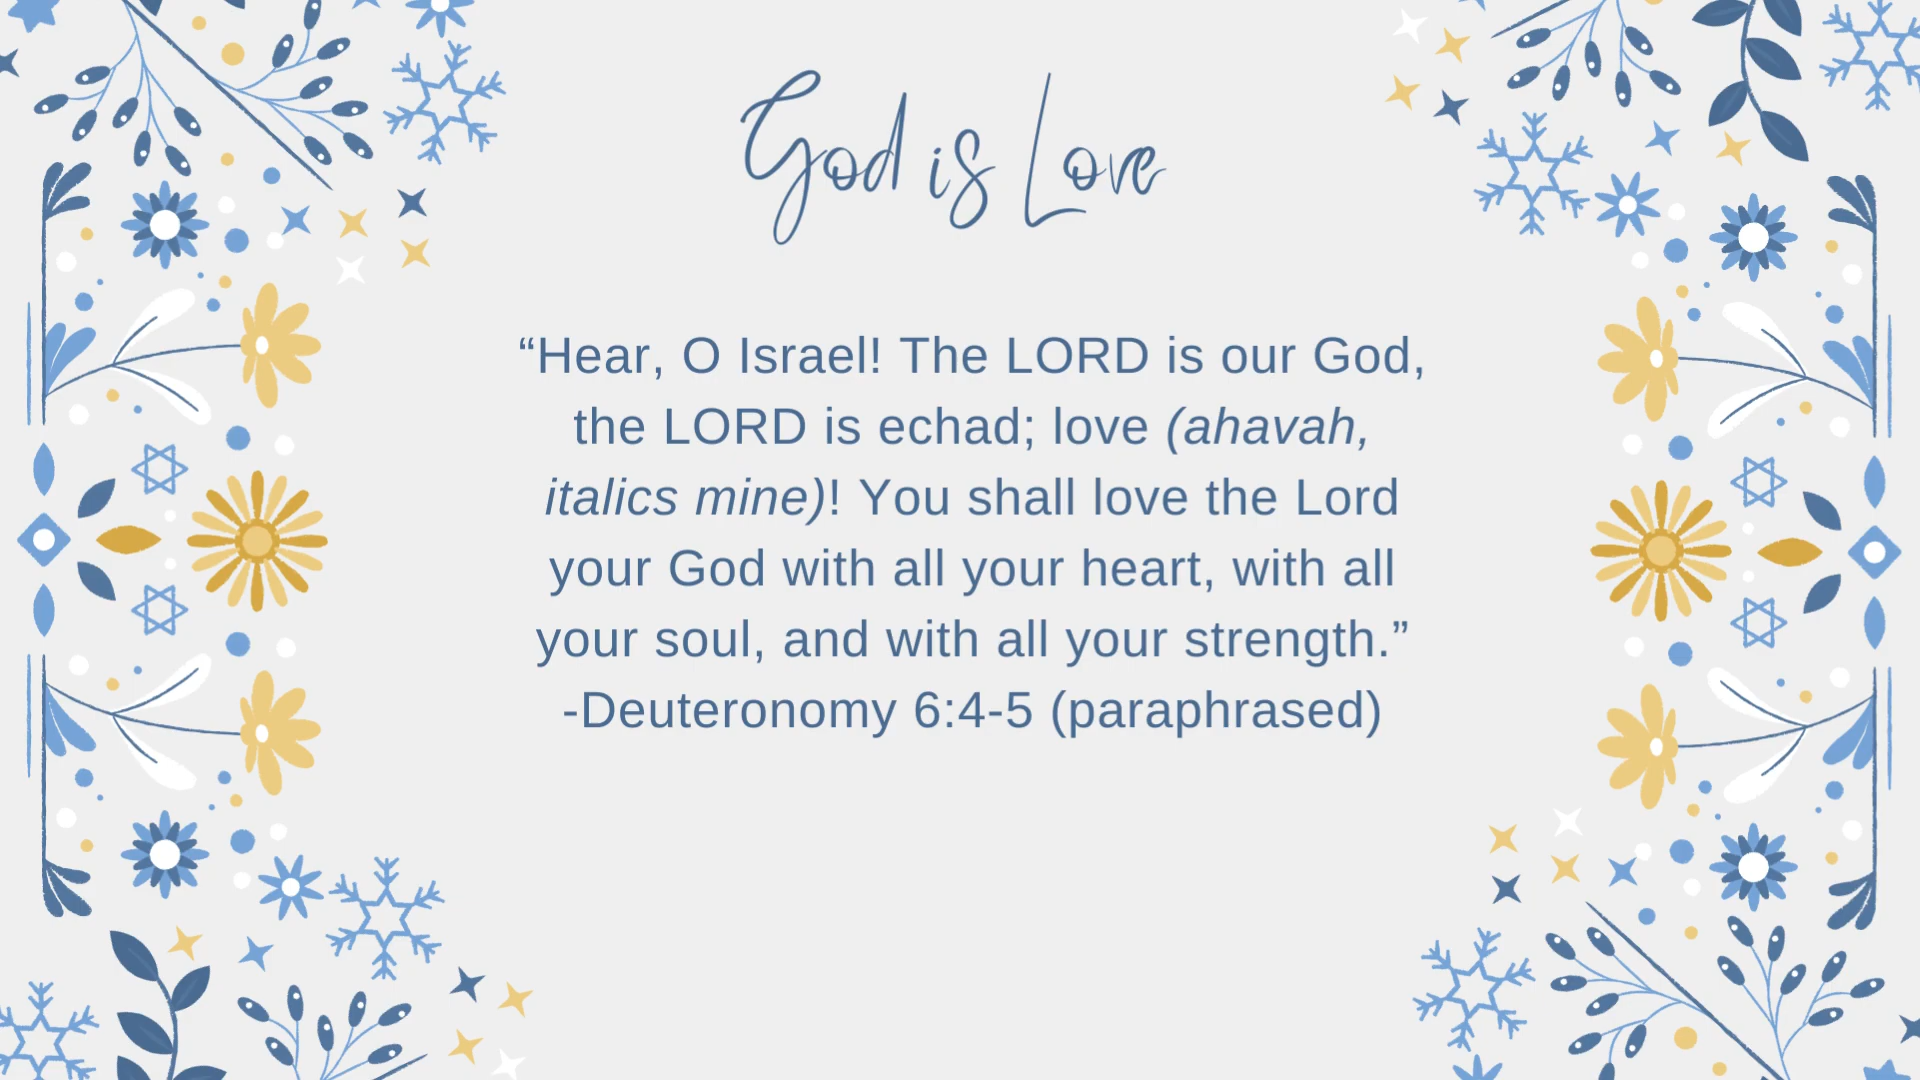 God is Love
“Hear, O Israel! The LORD is our God,
the LORD is echad; love (ahavah,
italics mine)! You shall love the Lord
your God with all your heart, with all
your soul, and with all your strength.”
-Deuteronomy 6:4-5 (paraphrased)